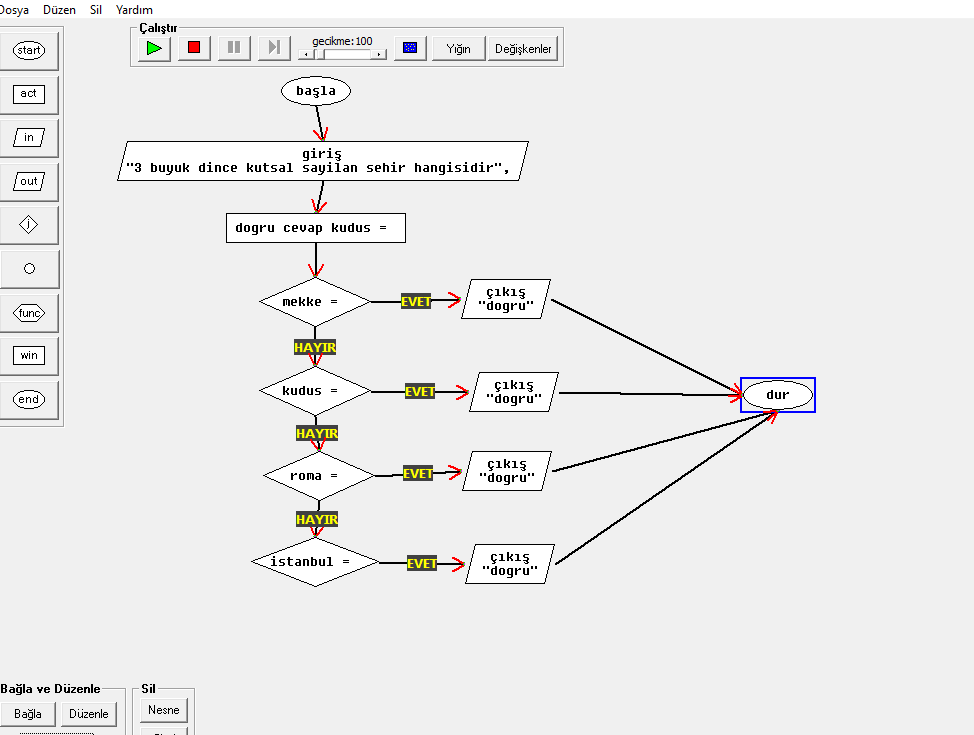 Dosya Düzen Sil Yardım
Çalıştır
gecikme:100
Yığın
Değişkenler
start
act
in
out
j
func
win
end
başla
giriş
"3 buyuk dince kutsal sayilan sehir hangisidir",
dogru cevap kudus =
mekke =
EVET
çıkış
"dogru"
HAYIR
kudus =
EVET
çıkış
"dogru"
dur
HAYIR
roma =
EVET
çıkış
"dogru"
HAYIR
istanbul =
EVET
çıkış
"dogru"
Bağla ve Düzenle
Bağla
Düzenle
Sil
Nesne